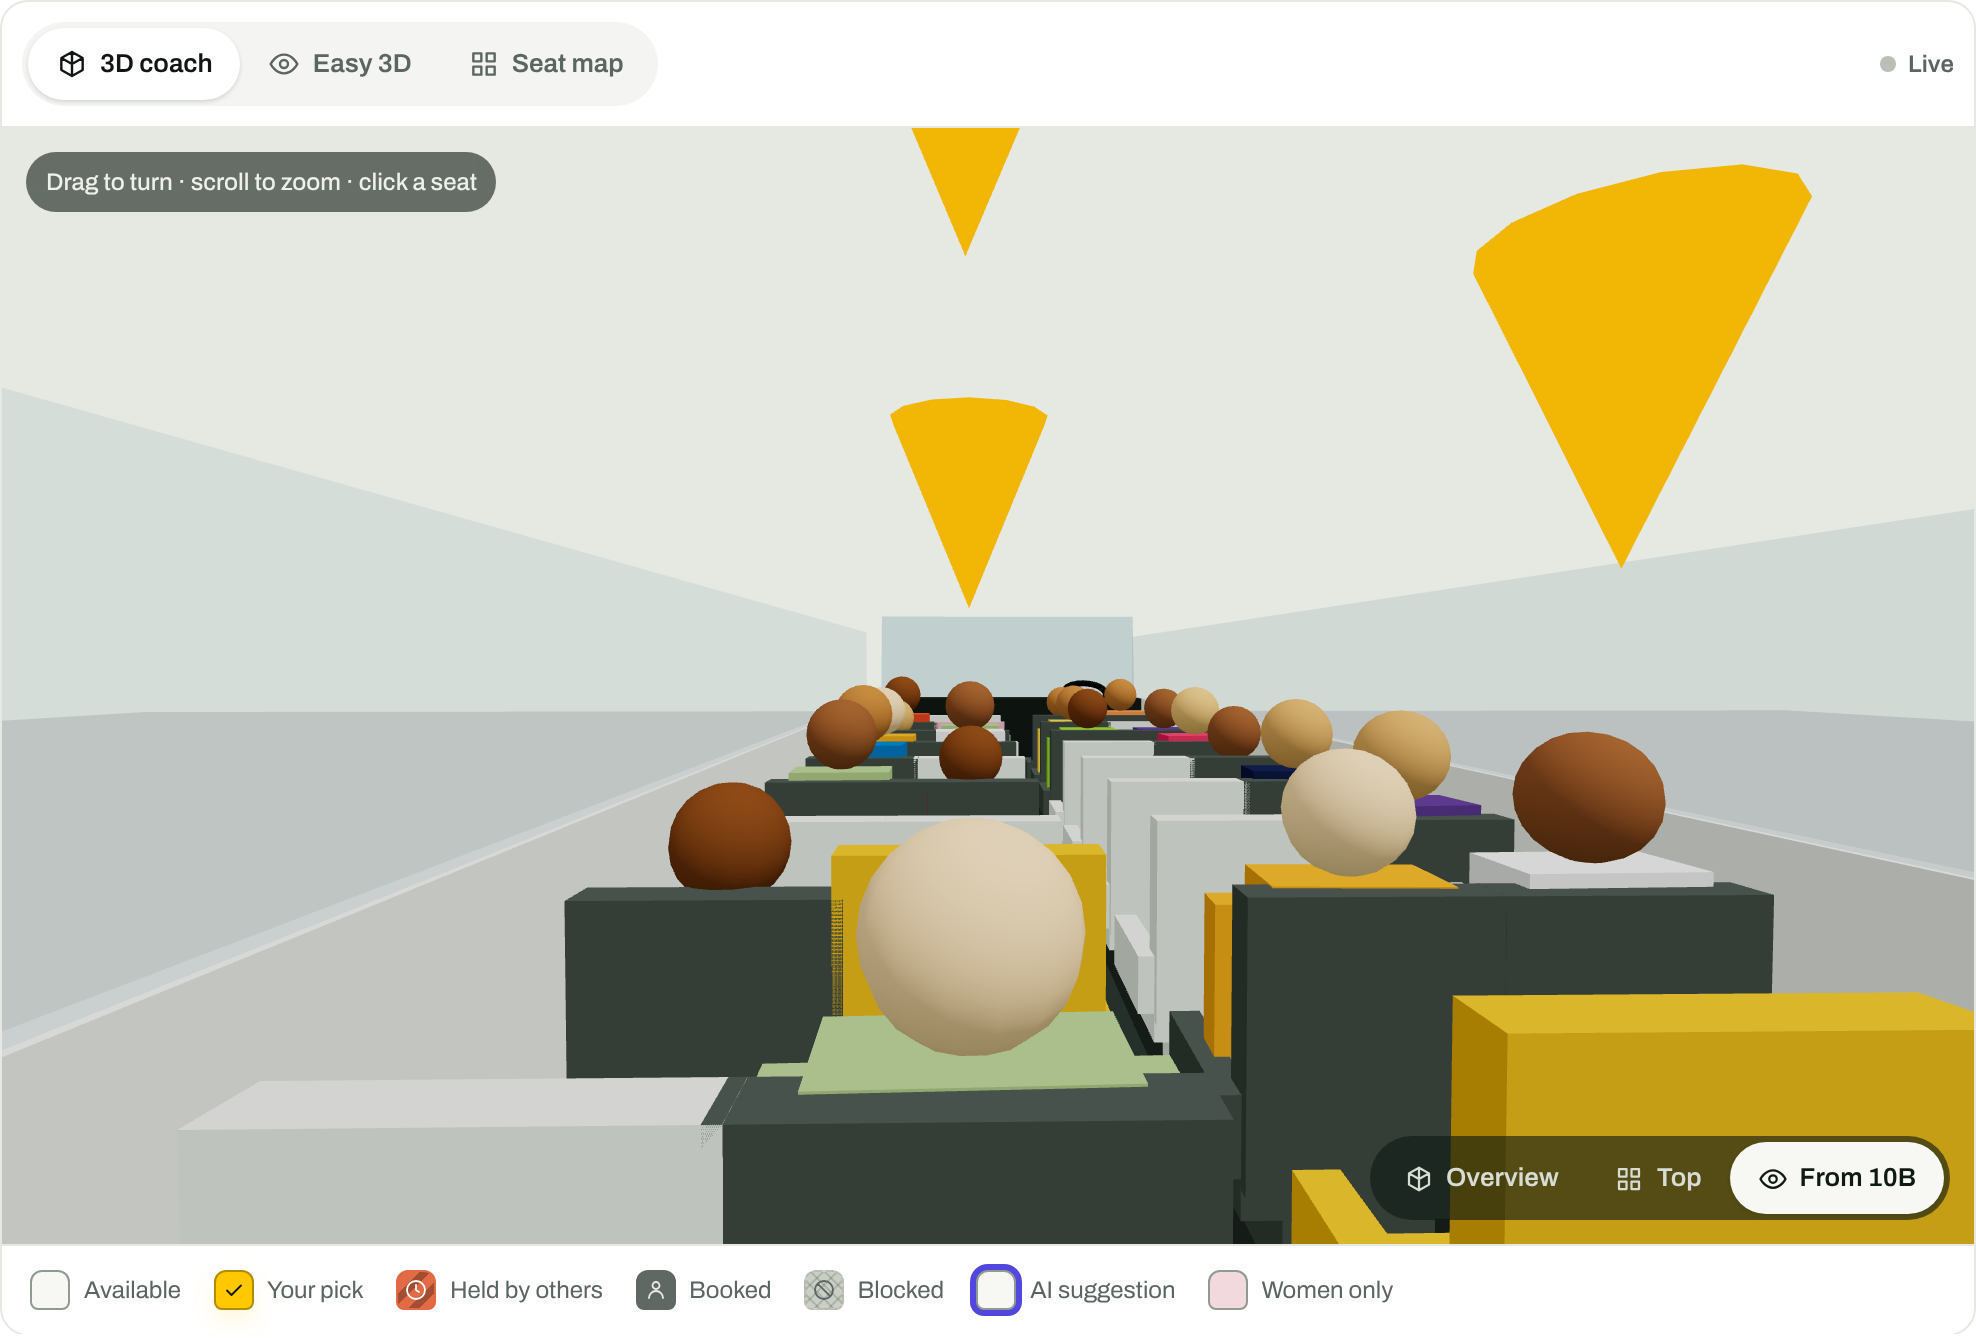 3D coach
Easy 3D
Seat map
Live
Drag to turn · scroll to zoom · click a seat
Overview
Top
From 10B
Available
Your pick
Held by others
Booked
Blocked
AI suggestion
Women only